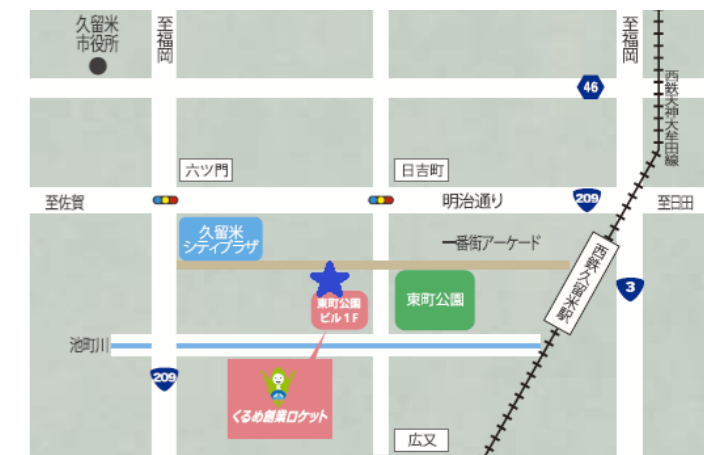 久留米
市役所
至福岡
至福岡
46
西鉄天神大牟田線
六ツ門
日吉町
至佐賀
明治通り
209
至日田
久留米
シティプラザ
一番街アーケード
西鉄久留米駅
3
東町公園
ビル1F
東町公園
池町川
209
くるめ創業ロケット
広又